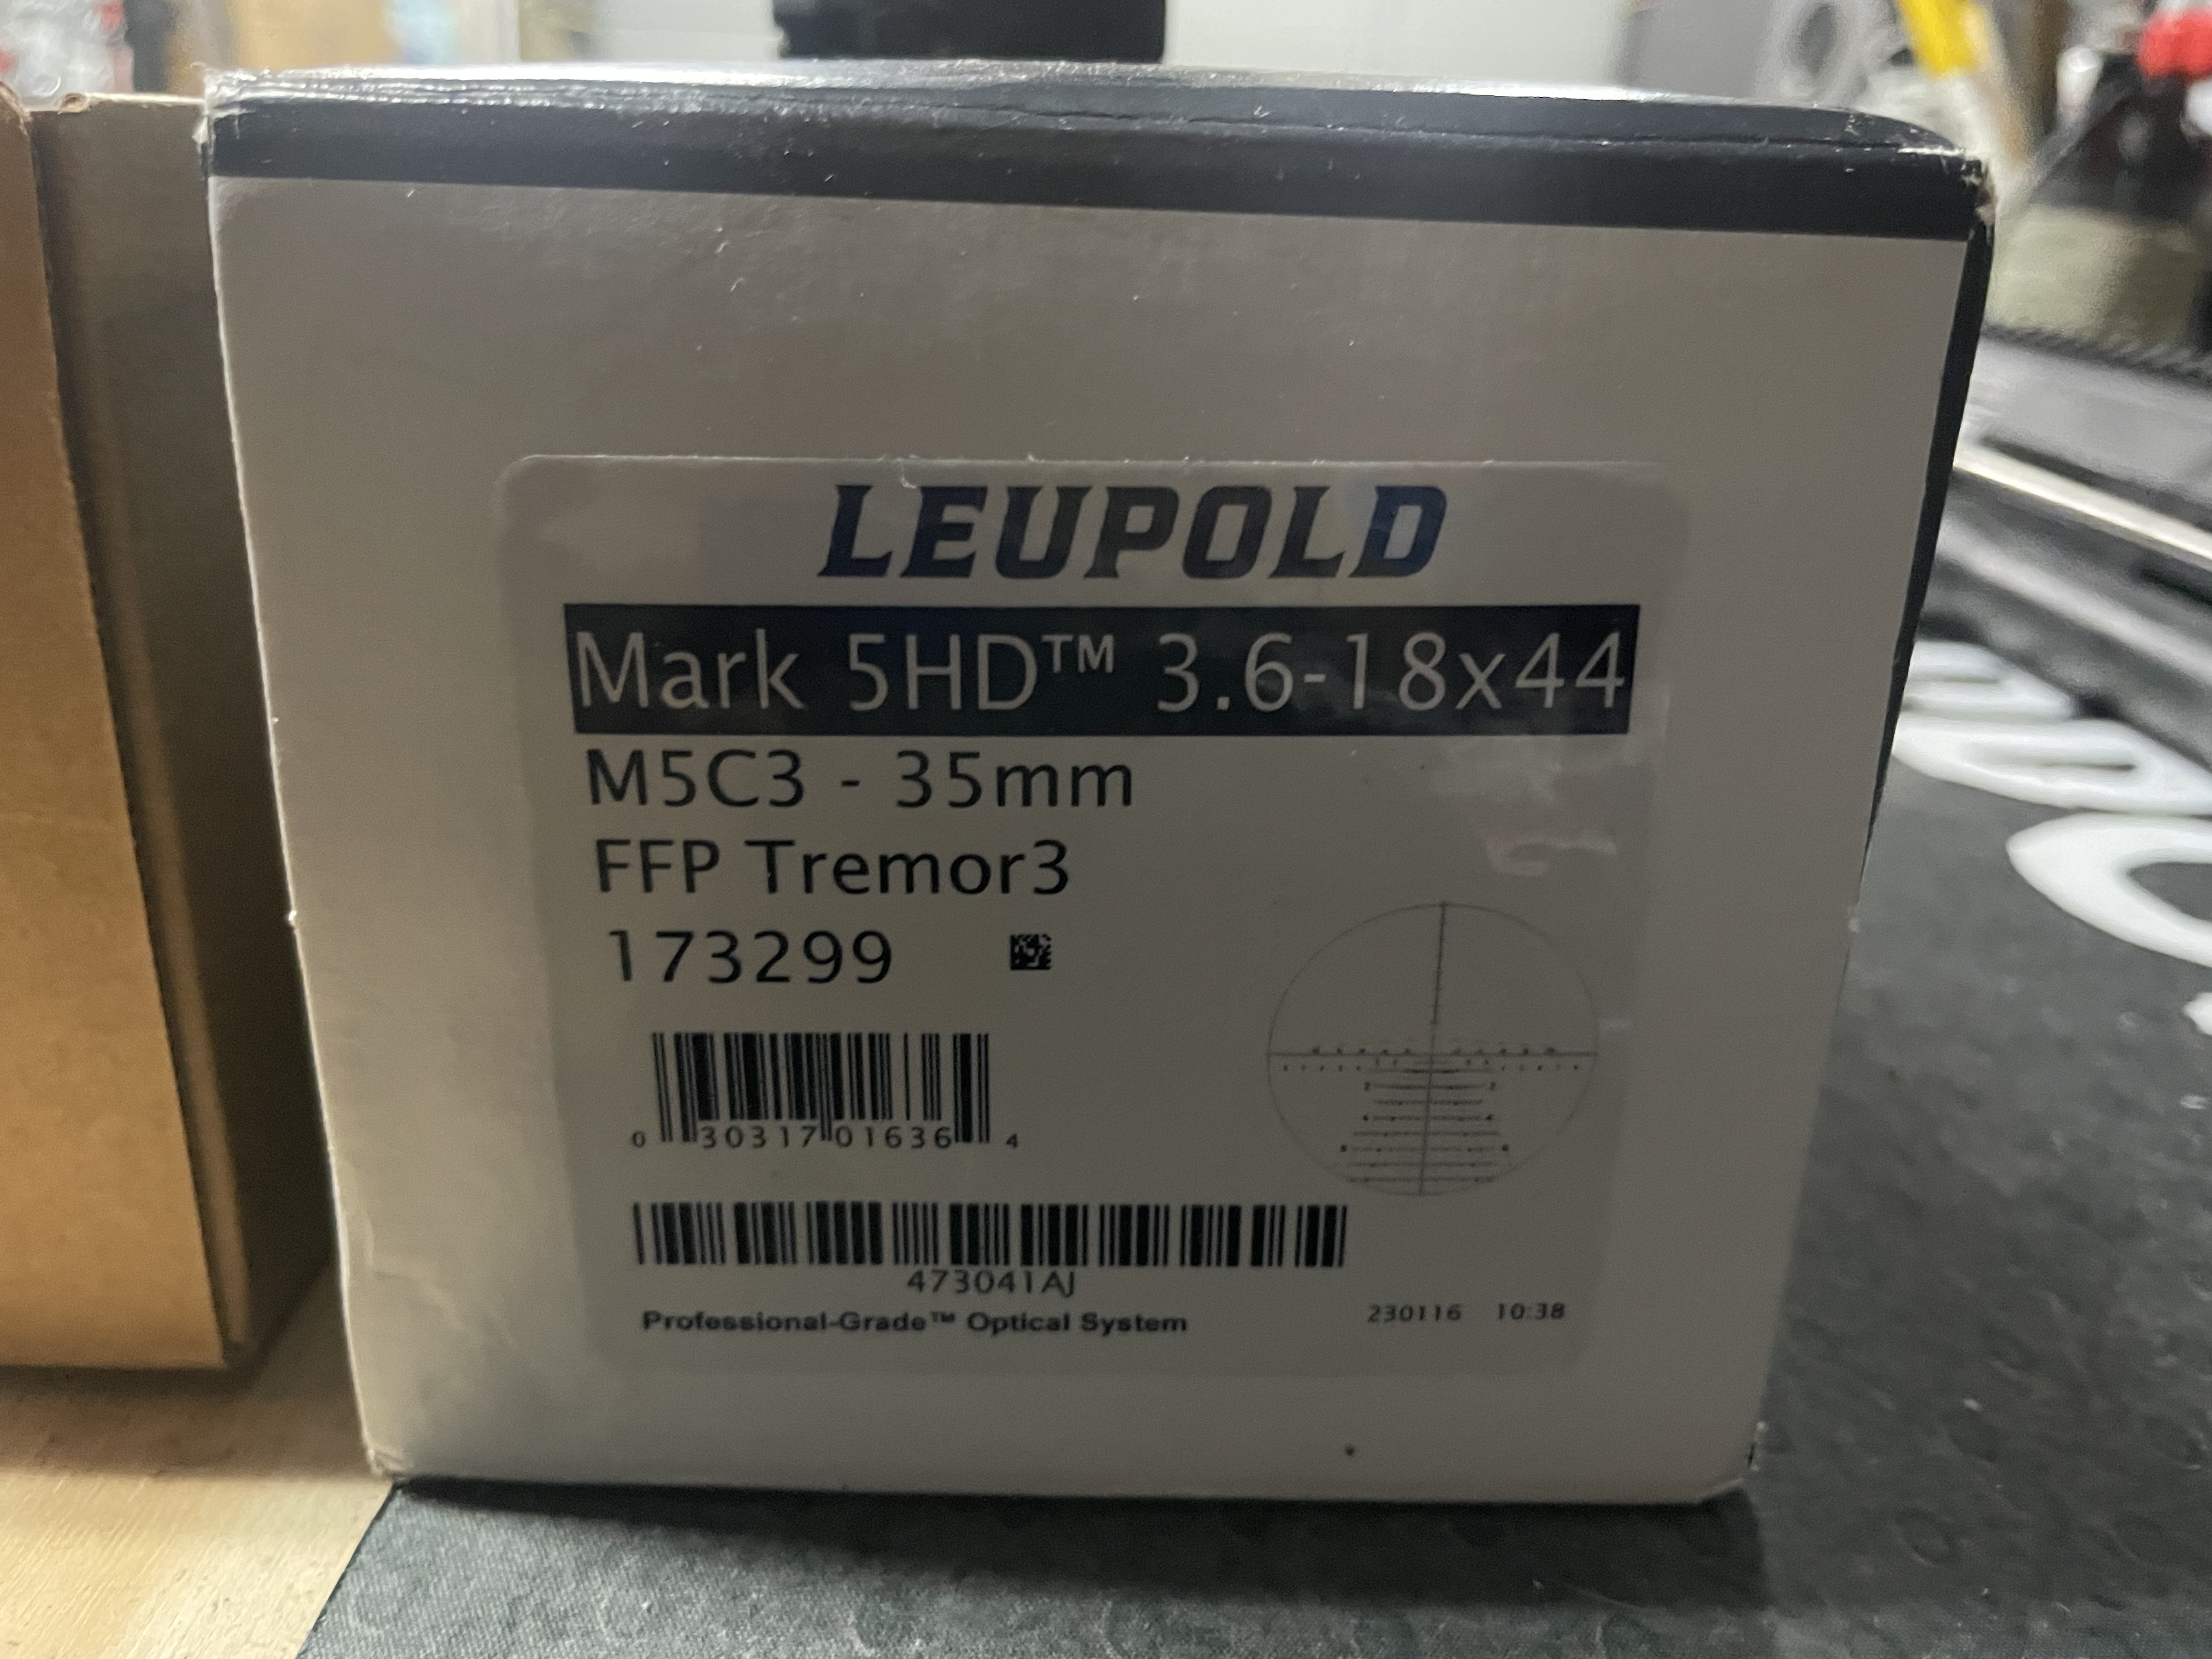 LEUPOLD
Mark 5HD™ 3.6-18x44
M5C3 - 35mm
FFP Tremor3
173299
0 30317 01636 4
473041AJ
Professional-Grade™ Optical System 230116 10:38